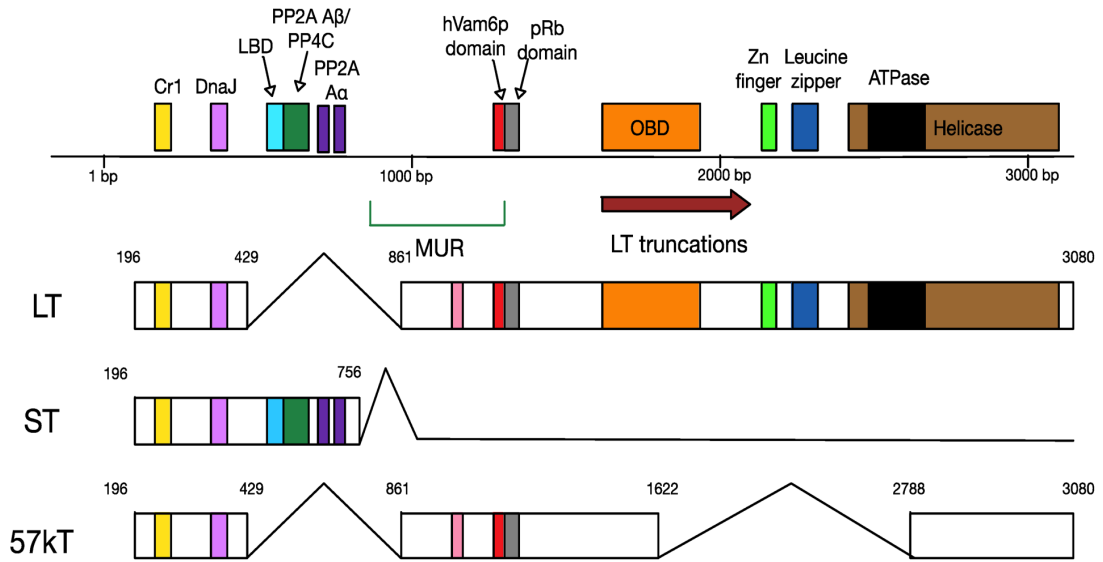 PP2A Aβ/
PP4C
LBD
hVam6p
domain
pRb
domain
Cr1
DnaJ
PP2A
Aα
Zn
finger
Leucine
zipper
ATPase
OBD
Helicase
1 bp
1000 bp
2000 bp
3000 bp
MUR
LT truncations
196
429
861
3080
LT
196
756
ST
196
429
861
1622
2788
3080
57kT